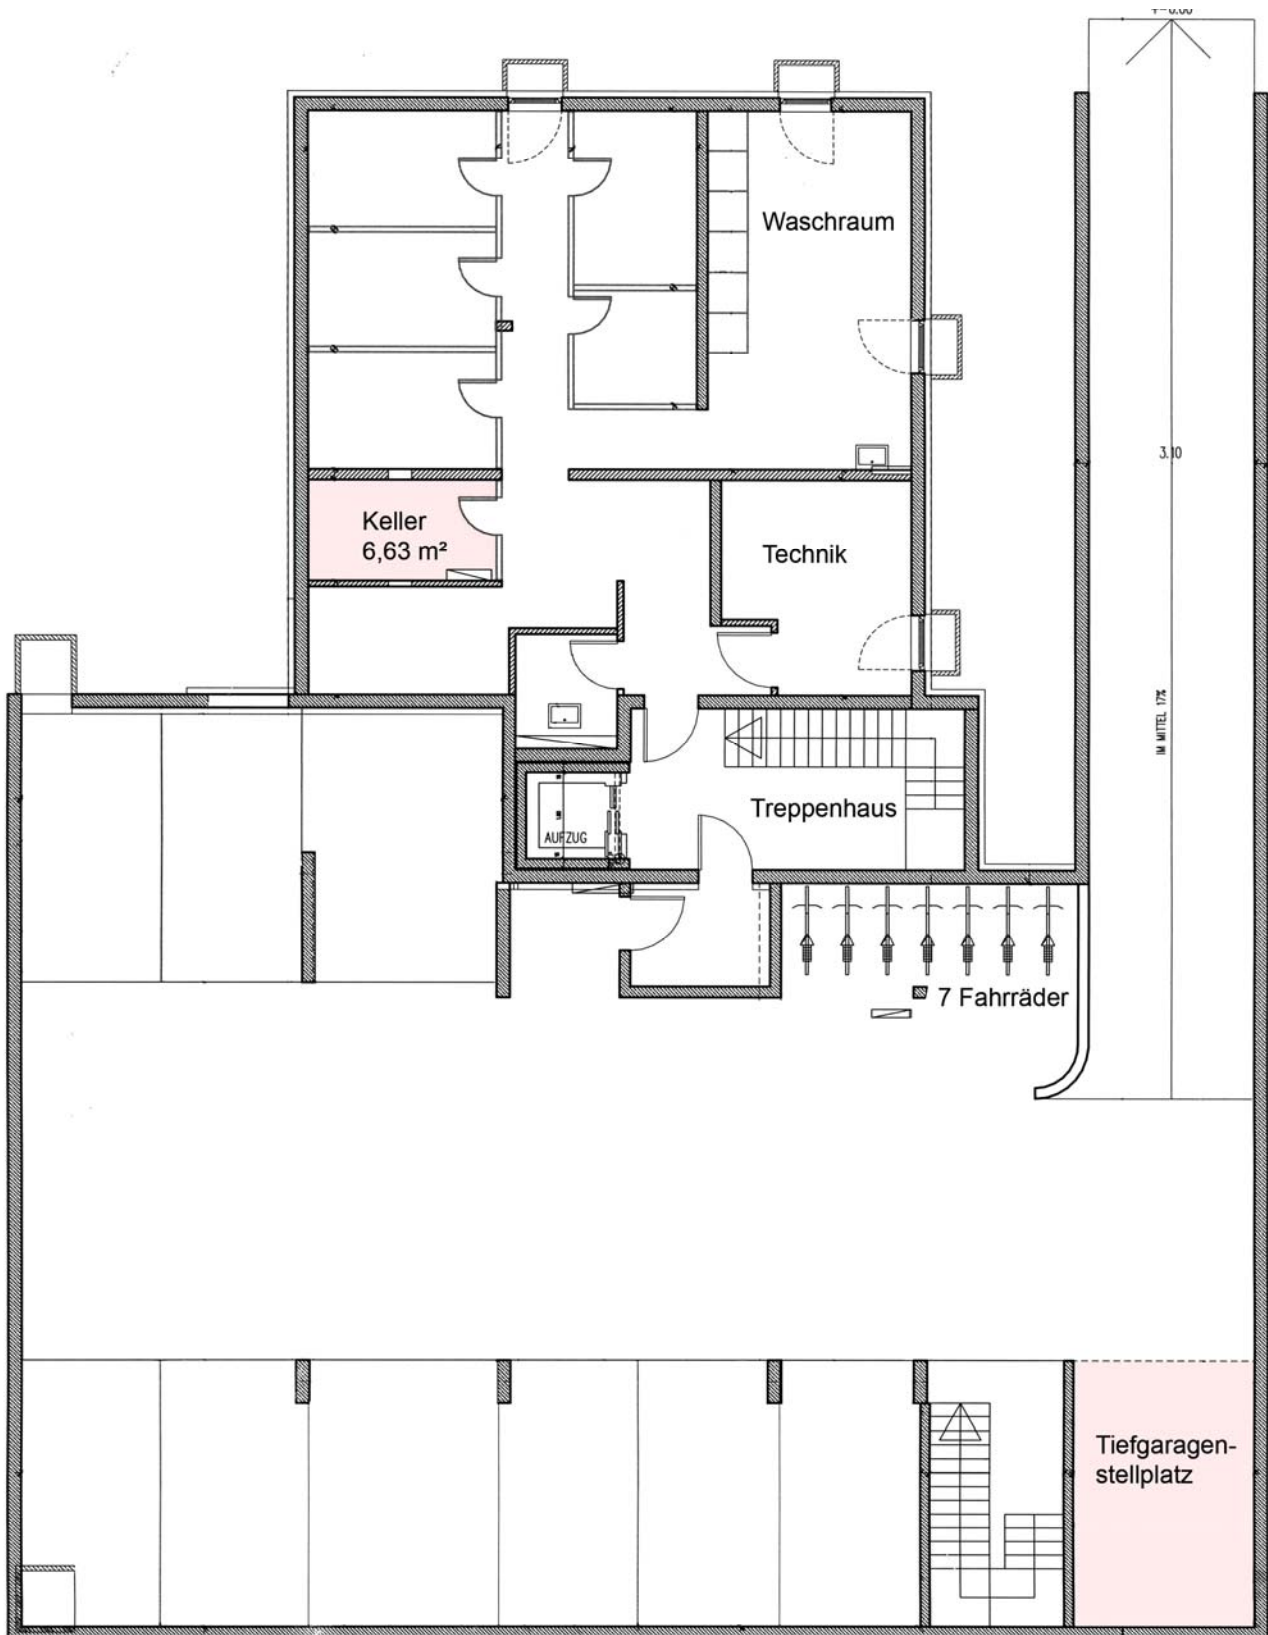 Waschraum
3.10
Keller
6,63 m²
Technik
IM MITTEL 17%
Treppenhaus
AUFZUG
7 Fahrräder
Tiefgaragen-
stellplatz